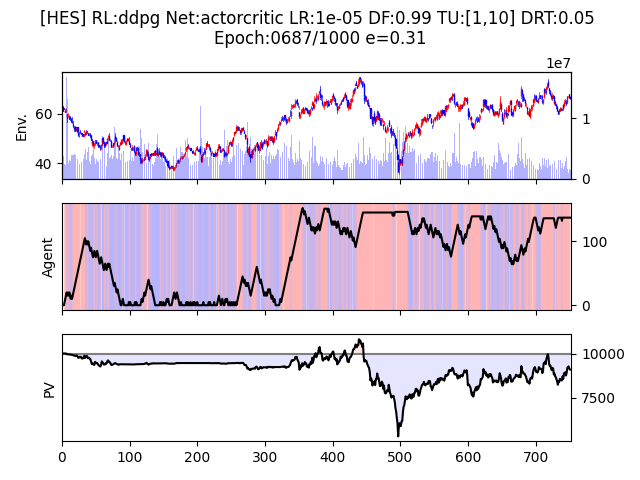 [HES] RL:ddpg Net:actorcritic LR:1e-05 DF:0.99 TU:[1,10] DRT:0.05
Epoch:0687/1000 e=0.31
1e7
Env.
60
40
1
0
Agent
100
0
PV
10000
7500
0 100 200 300 400 500 600 700